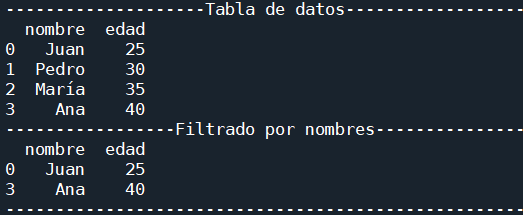 --------------------Tabla de datos------------------
  nombre  edad
0   Juan    25
1  Pedro    30
2  María    35
3    Ana    40
-----------------Filtrado por nombres---------------
  nombre  edad
0   Juan    25
3    Ana    40
----------------------------------------------------